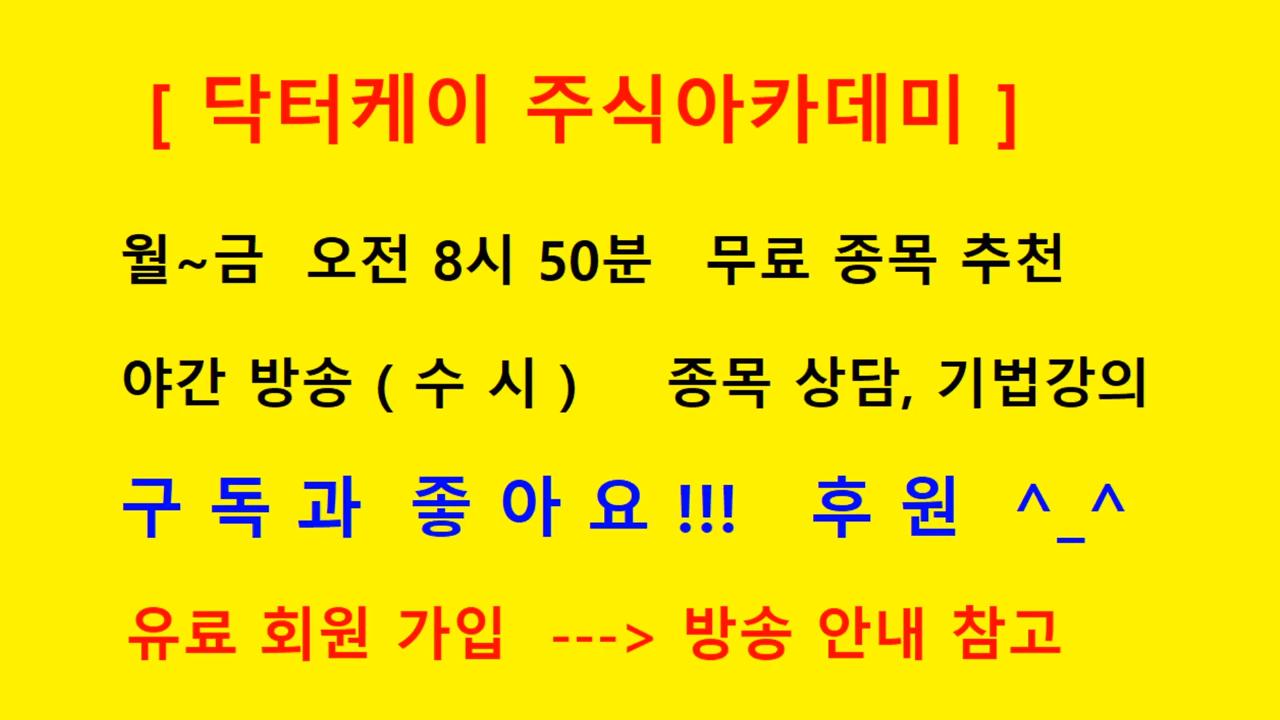 [ 닥터케이 주식아카데미 ]
월~금 오전 8시 50분 무료 종목 추천
야간 방송 ( 수 시 ) 종목 상담, 기법강의
구 독 과 좋 아 요 !!! 후 원 ^_^
유료 회원 가입 ---> 방송 안내 참고